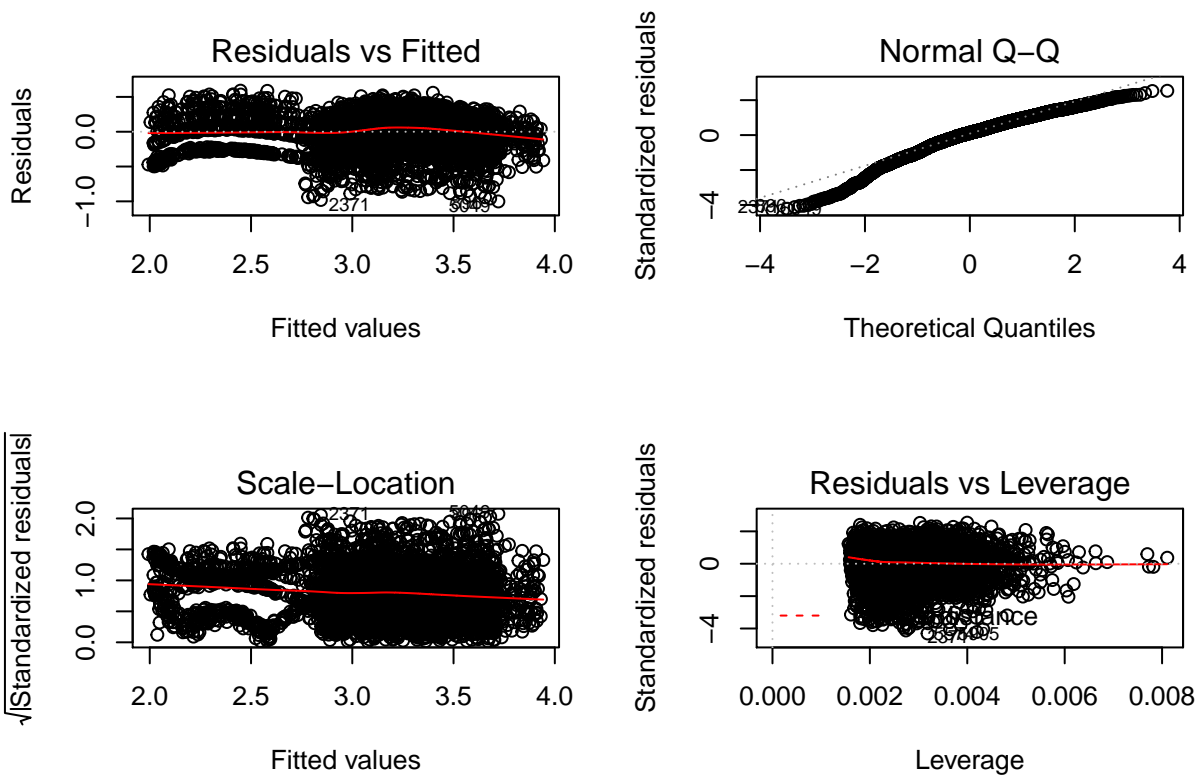 Residuals vs Fitted
Residuals
0.0
−1.0
2371
5049
2.0 2.5 3.0 3.5 4.0
Fitted values
Normal Q−Q
Standardized residuals
0
−4
−4 −2 0 2 4
Theoretical Quantiles
Scale−Location
√|Standardized residuals|
2.0
1.0
0.0
2371
5049
2.0 2.5 3.0 3.5 4.0
Fitted values
Residuals vs Leverage
Standardized residuals
0
−4
0.000 0.002 0.004 0.006 0.008
Leverage